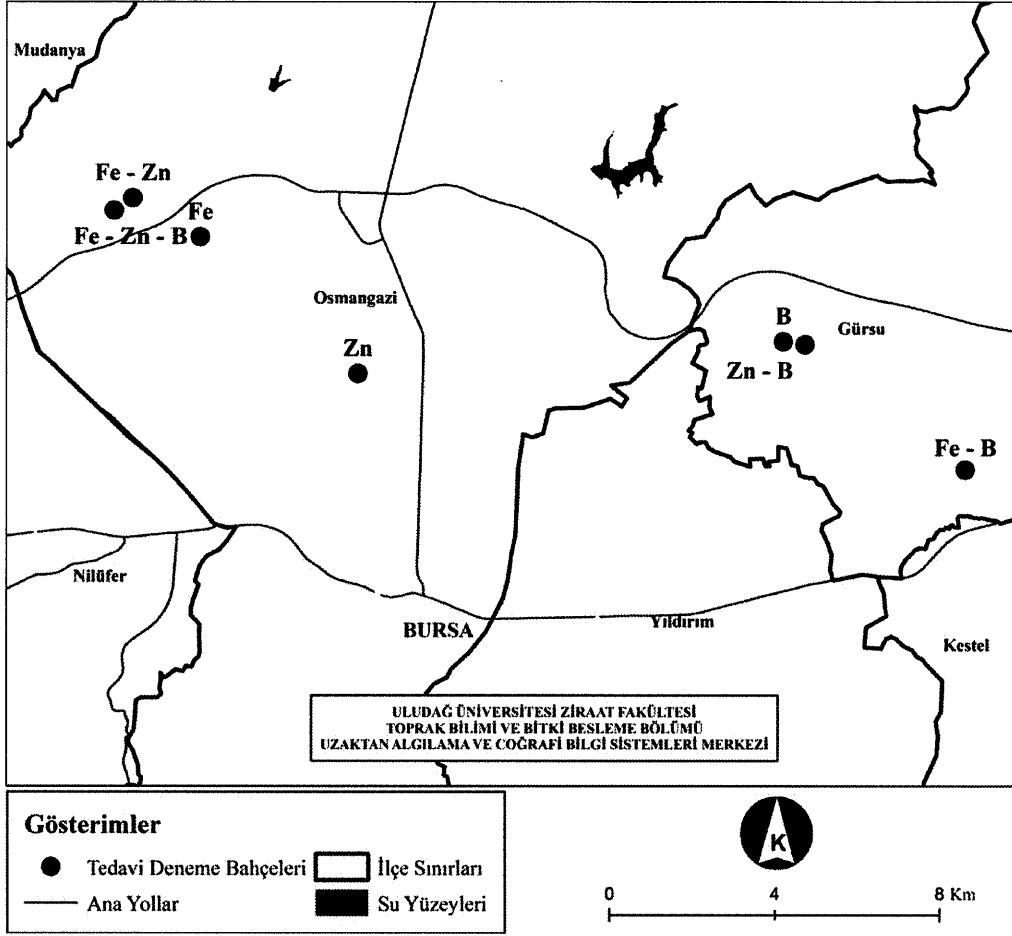 Mudanya
Fe - Zn
Fe
Fe - Zn - B
Osmangazi
B
Gürsu
Zn
Zn - B
Fe - B
Nilüfer
BURSA
Yıldırım
Kestel
ULUDAĞ ÜNİVERSİTESİ ZİRAAT FAKÜLTESİ
TOPRAK BİLİMİ VE BİTKİ BESLEME BÖLÜMÜ
UZAKTAN ALGILAMA VE COĞRAFİ BİLGİ SİSTEMLERİ MERKEZİ
Gösterimler
Tedavi Deneme Bahçeleri
İlçe Sınırları
Ana Yollar
Su Yüzeyleri
K
0 4 8 Km